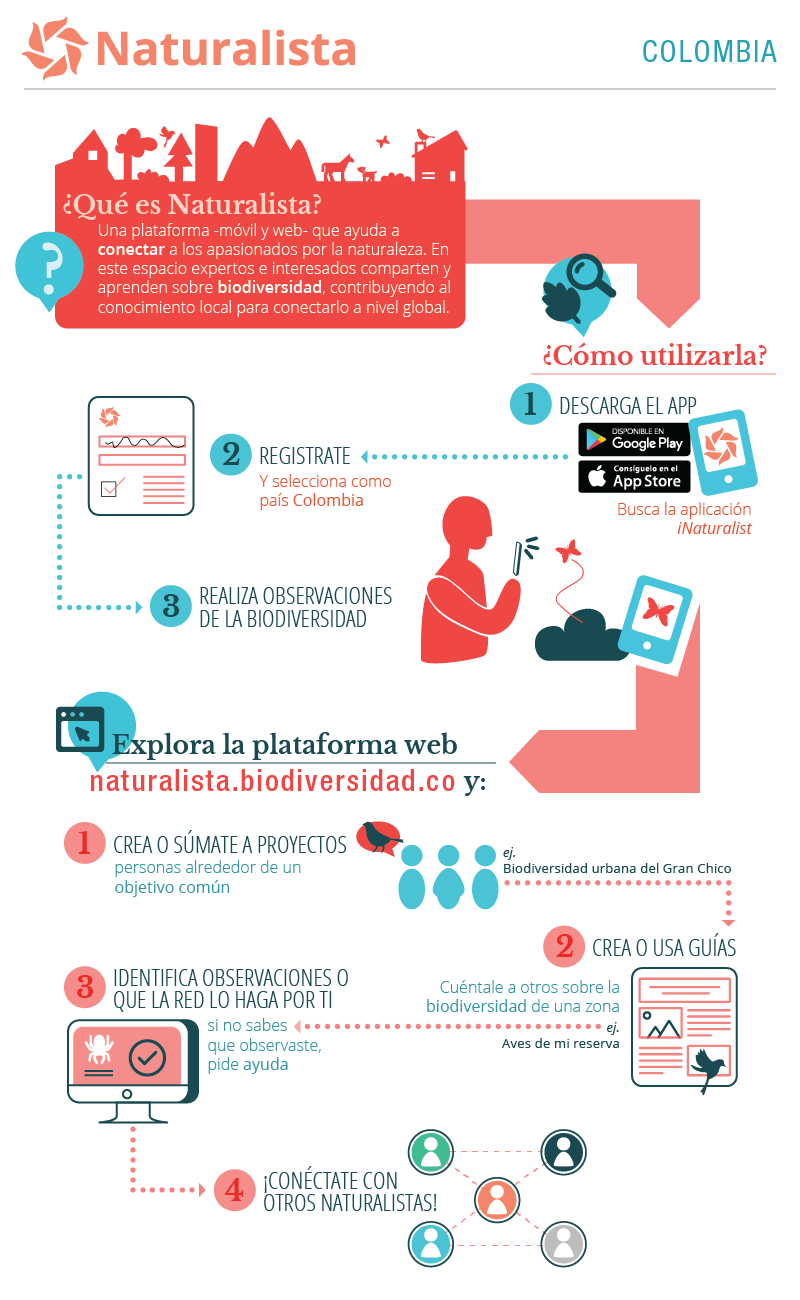 Naturalista
COLOMBIA
¿Qué es Naturalista?
Una plataforma -móvil y web- que ayuda a
conectar a los apasionados por la naturaleza. En
este espacio expertos e interesados comparten y
aprenden sobre biodiversidad, contribuyendo al
conocimiento local para conectarlo a nivel global.
?
¿Cómo utilizarla?
1 DESCARGA EL APP
DISPONIBLE EN
Google Play
Consíguelo en el
App Store
Busca la aplicación
iNaturalist
2 REGISTRATE
Y selecciona como
país Colombia
3 REALIZA OBSERVACIONES
DE LA BIODIVERSIDAD
Explora la plataforma web
naturalista.biodiversidad.co y:
1 CREA O SÚMATE A PROYECTOS
personas alrededor de un
objetivo común
ej.
Biodiversidad urbana del Gran Chico
2 CREA O USA GUÍAS
Cuéntale a otros sobre la
biodiversidad de una zona
ej.
Aves de mi reserva
3 IDENTIFICA OBSERVACIONES O
QUE LA RED LO HAGA POR TI
si no sabes
que observaste,
pide ayuda
4 ¡CONÉCTATE CON
OTROS NATURALISTAS!